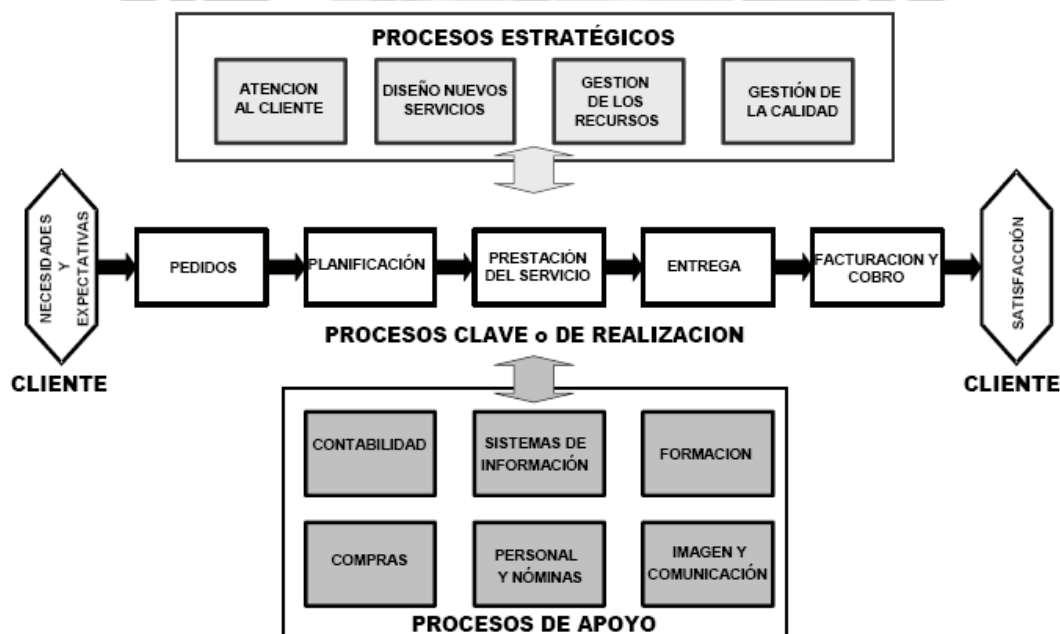 PROCESOS ESTRATÉGICOS
ATENCION
AL CLIENTE
DISEÑO NUEVOS
SERVICIOS
GESTION
DE LOS
RECURSOS
GESTIÓN DE
LA CALIDAD
NECESIDADES
Y
EXPECTATIVAS
CLIENTE
PEDIDOS
PLANIFICACIÓN
PRESTACIÒN
DEL SERVICIO
ENTREGA
FACTURACION Y
COBRO
SATISFACCIÓN
CLIENTE
PROCESOS CLAVE o DE REALIZACION
CONTABILIDAD
SISTEMAS DE
INFORMACIÓN
FORMACION
COMPRAS
PERSONAL
Y NÓMINAS
IMAGEN Y
COMUNICACIÓN
PROCESOS DE APOYO